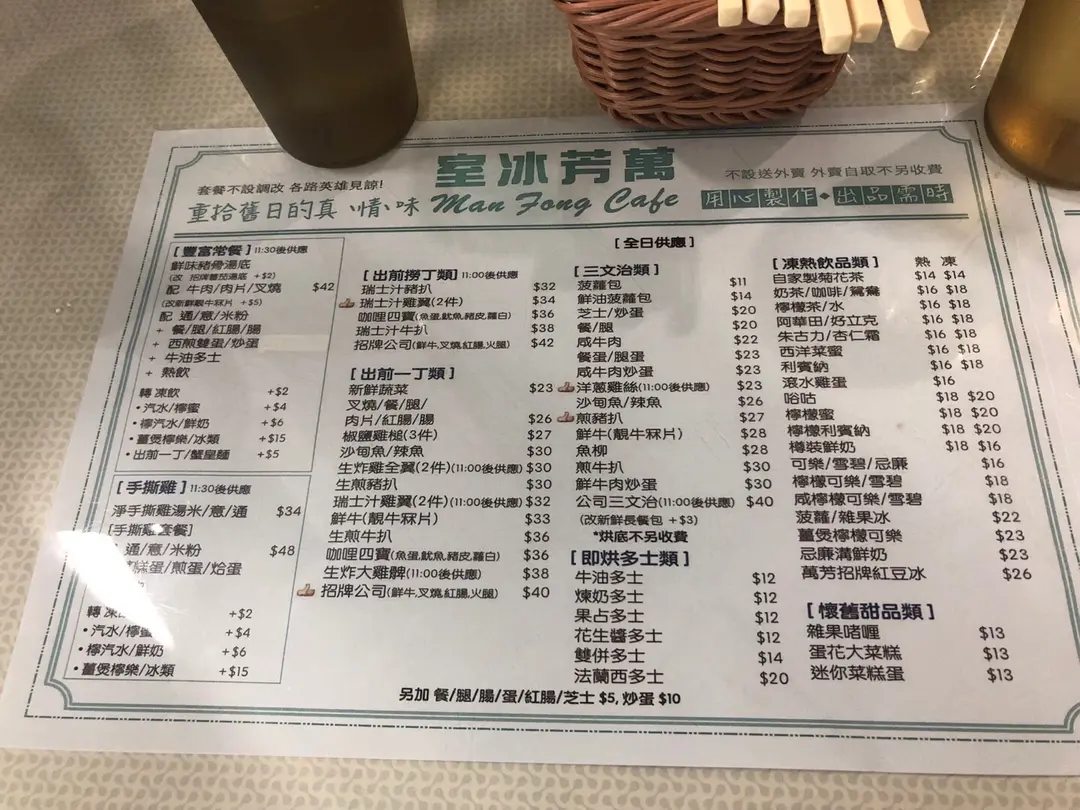 萬芳冰室
套餐不設調改 各路英雄見諒!
不設送外賣 外賣自取不另收費
重拾舊日的真、情、味 Man Fong Cafe 用心製作◆出品需時
[全日供應]
[豐富常餐] 11:30後供應
鮮味豬骨湯底
(改 招牌蕃茄湯底 +$2)
配 牛肉/肉片/叉燒 $42
(改新鮮靚牛冧片 +$5)
配 通/意/米粉
+ 餐/腿/紅腸/腸
+ 西煎雙蛋/炒蛋
+ 牛油多士
+ 熱飲
轉 凍飲 +$2
•汽水/檸蜜 +$4
•檸汽水/鮮奶 +$6
•薑煲檸樂/冰類 +$15
•出前一丁/蟹皇麵 +$5
[手撕雞] 11:30後供應
淨手撕雞湯米/意/通 $34
[手撕雞套餐]
通/意/米粉 $48
蛋/煎蛋/烚蛋
轉 凍
+$2
•汽水/檸蜜 +$4
•檸汽水/鮮奶 +$6
•薑煲檸樂/冰類 +$15
[出前撈丁類] 11:00後供應
瑞士汁豬扒 $32
瑞士汁雞翼(2件) $34
咖哩四寶(魚蛋,魷魚,豬皮,蘿白) $36
瑞士汁牛扒 $38
招牌公司(鮮牛,叉燒,紅腸,火腿) $42
[出前一丁類]
新鮮蔬菜 $23
叉燒/餐/腿/
肉片/紅腸/腸 $26
椒鹽雞槌(3件) $27
沙甸魚/辣魚 $30
生炸雞全翼(2件)(11:00後供應) $30
生煎豬扒 $30
瑞士汁雞翼(2件)(11:00後供應) $32
鮮牛(靚牛冧片) $33
生煎牛扒 $36
咖哩四寶(魚蛋,魷魚,豬皮,蘿白) $36
生炸大雞髀(11:00後供應) $38
招牌公司(鮮牛,叉燒,紅腸,火腿) $40
[三文治類]
菠蘿包 $11
鮮油菠蘿包 $14
芝士/炒蛋 $20
餐/腿 $20
咸牛肉 $22
餐蛋/腿蛋 $23
咸牛肉炒蛋 $23
洋蔥雞絲(11:00後供應) $23
沙甸魚/辣魚 $26
煎豬扒 $26
鮮牛(靚牛冧片) $28
魚柳 $28
煎牛扒 $30
鮮牛肉炒蛋 $30
公司三文治(11:00後供應) $40
(改新鮮長餐包 +$3)
*烘底不另收費
[即烘多士類]
牛油多士 $12
煉奶多士 $12
果占多士 $12
花生醬多士 $12
雙併多士 $14
法蘭西多士 $20
[凍熱飲品類] 熱 凍
自家製菊花茶 $14 $14
奶茶/咖啡/鴛鴦 $16 $18
檸檬茶/水 $16 $18
阿華田/好立克 $16 $18
朱古力/杏仁霜 $16 $18
西洋菜蜜 $16 $18
利賓納 $16 $18
滾水雞蛋 $16
啥咕 $18 $20
檸檬蜜 $18 $20
檸檬利賓納 $18 $20
樽裝鮮奶 $18 $16
可樂/雪碧/忌廉 $16
檸檬可樂/雪碧 $18
咸檸檬可樂/雪碧 $18
菠蘿/雜果冰 $22
薑煲檸檬可樂 $23
忌廉溝鮮奶 $23
萬芳招牌紅豆冰 $26
[懷舊甜品類]
雜果啫喱 $13
蛋花大菜糕 $13
迷你菜糕蛋 $13
另加 餐/腿/腸/蛋/紅腸/芝士 $5, 炒蛋 $10